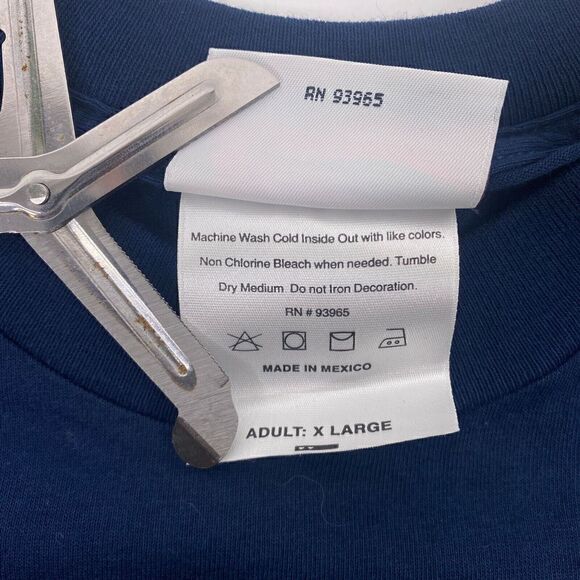 RN 93965
Machine Wash Cold Inside Out with like colors.
Non Chlorine Bleach when needed. Tumble
Dry Medium. Do not Iron Decoration.
RN # 93965
MADE IN MEXICO
ADULT: X LARGE